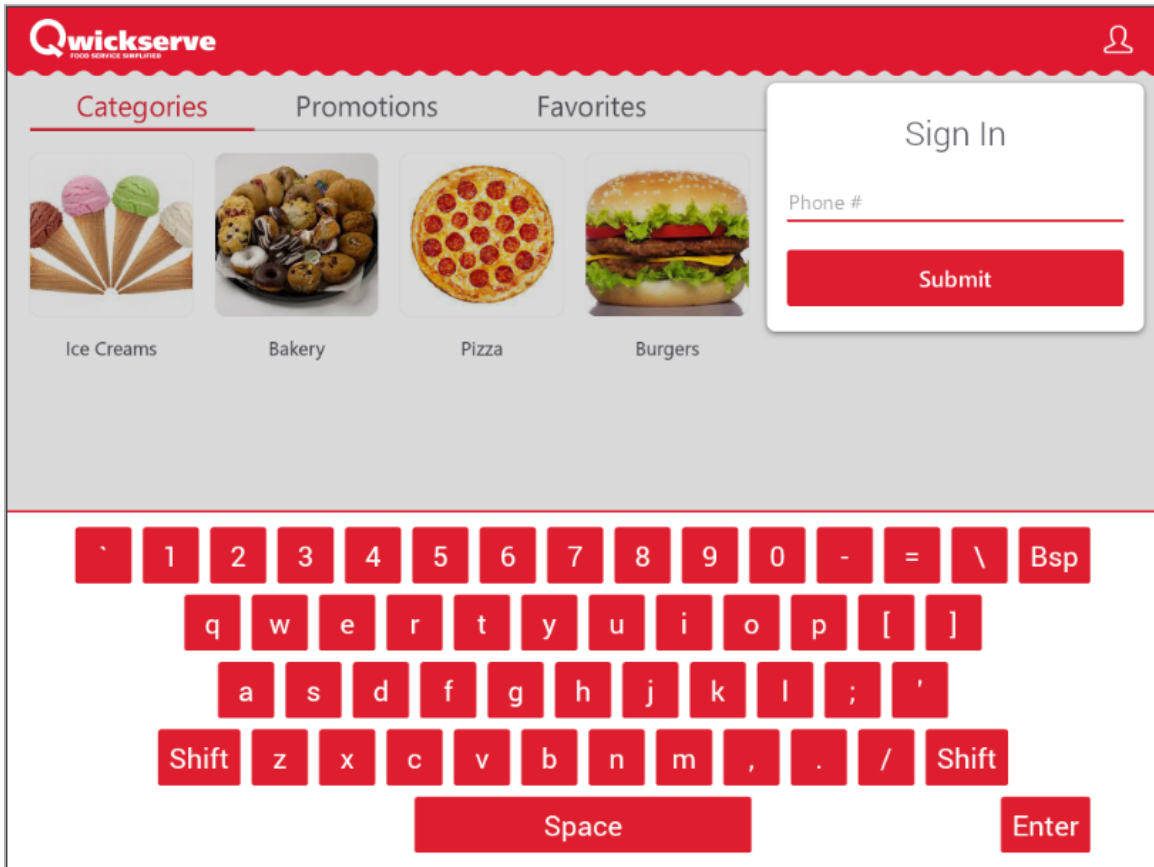 Qwickserve
FOOD SERVICE SIMPLIFIED
Categories Promotions Favorites
Sign In
Phone #
Submit
Ice Creams Bakery Pizza Burgers
` 1 2 3 4 5 6 7 8 9 0 - = \ Bsp
q w e r t y u i o p [ ]
a s d f g h j k l ; '
Shift z x c v b n m , . / Shift
Space Enter